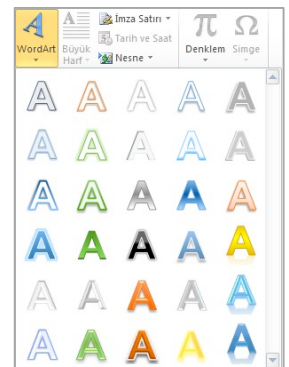 WordArt
Büyük
Harf
İmza Satırı
Tarih ve Saat
Nesne
π Ω
Denklem Simge
A A A A A
A A A A A
A A A A A
A A A A A
A A A A A
A A A A A